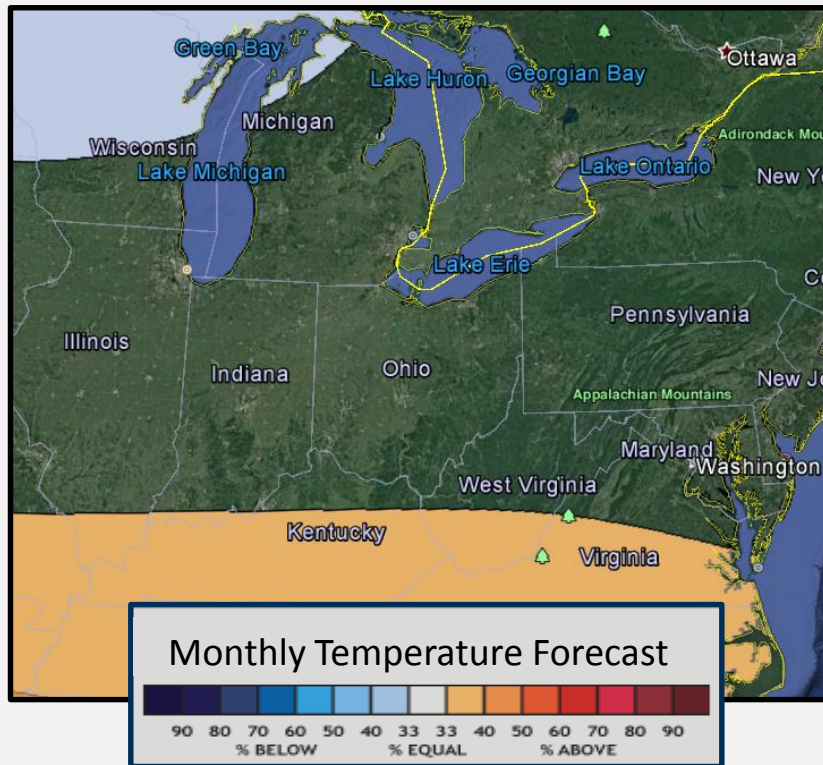 Green Bay
Ottawa
Lake Huron
Georgian Bay
Michigan
Adirondack Mou
Wisconsin
Lake Michigan
Lake Ontario
New Yo
Lake Erie
Co
Pennsylvania
Illinois
Indiana
Ohio
New Je
Appalachian Mountains
Maryland
Washington
West Virginia
Kentucky
Virginia
Monthly Temperature Forecast
90 80 70 60 50 40 33 33 40 50 60 70 80 90
% BELOW % EQUAL % ABOVE